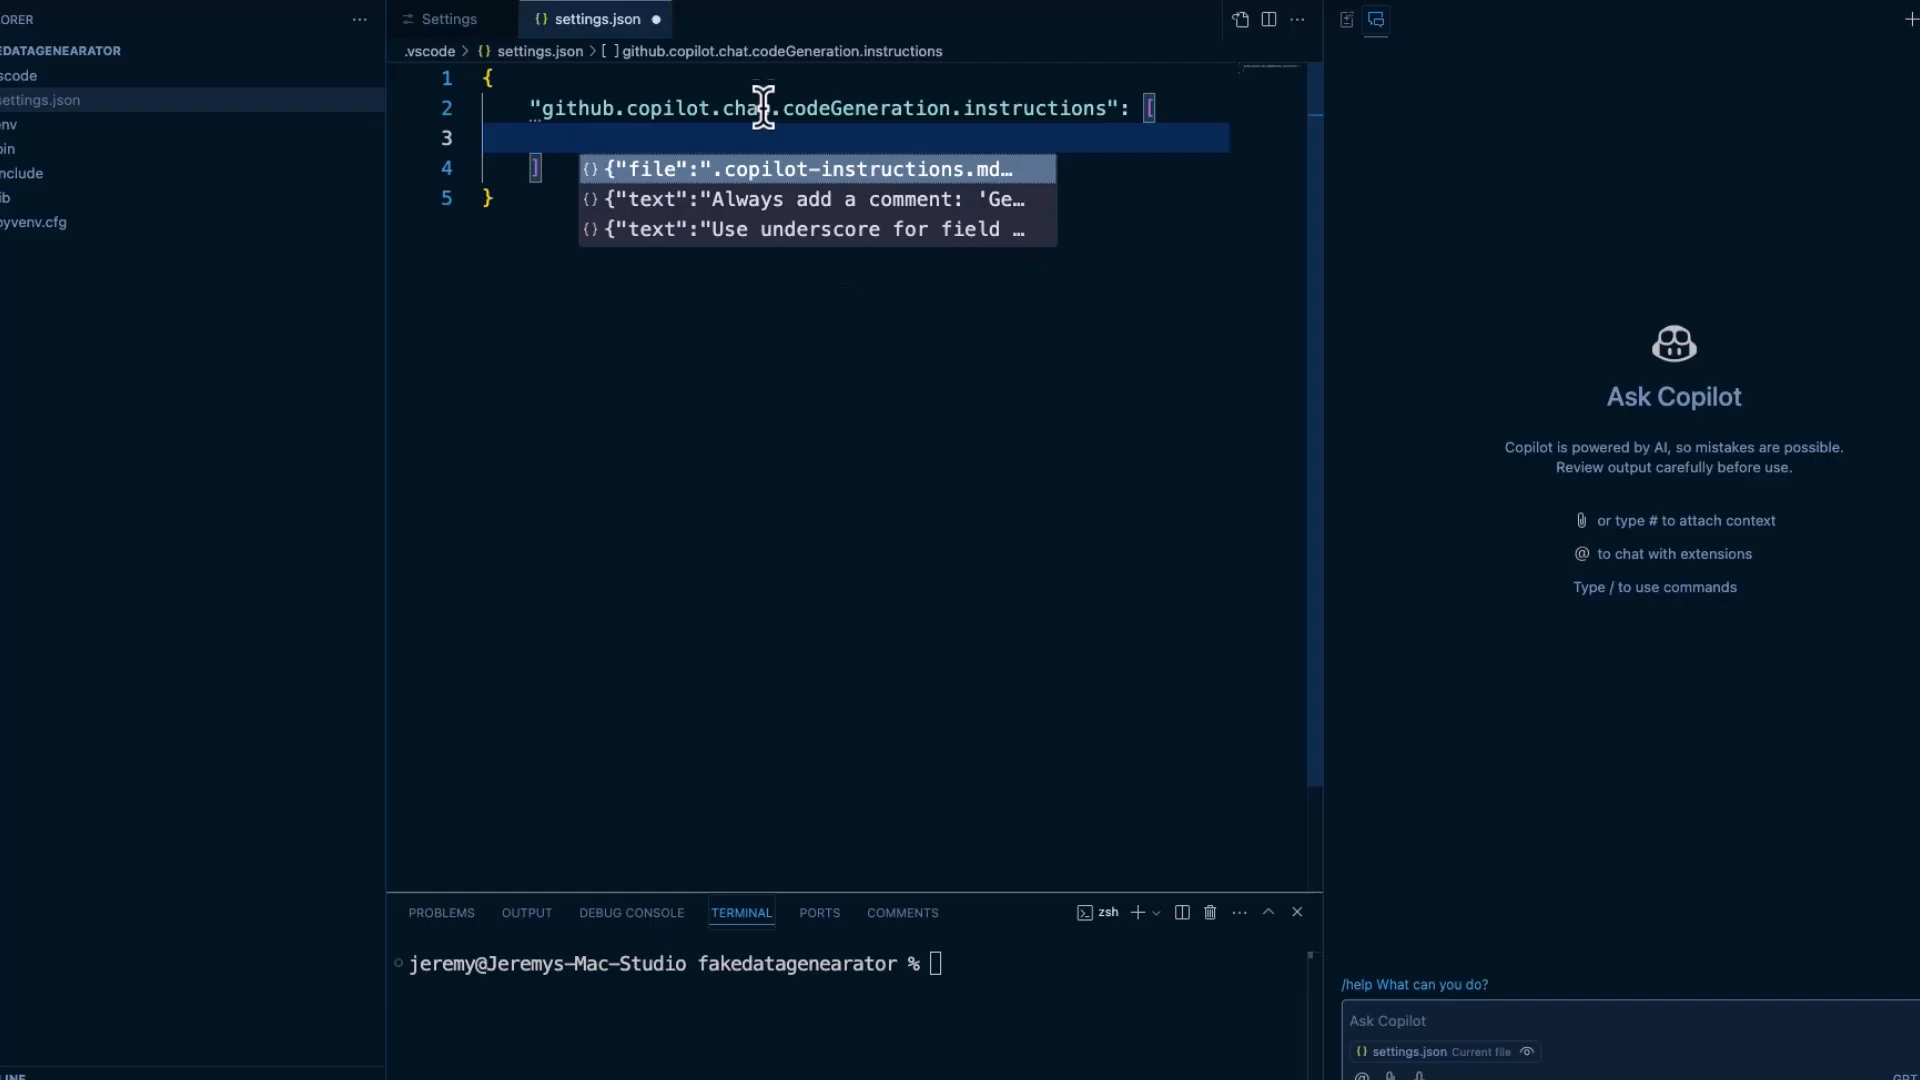 ORER
EDATAGENEARATOR
scode
settings.json
env
bin
include
lib
pyvenv.cfg
Settings
{} settings.json
.vscode > {} settings.json > [ ] github.copilot.chat.codeGeneration.instructions
1 {
2 "github.copilot.chat.codeGeneration.instructions": [
3
4 ]
5 }
{"file":".copilot-instructions.md…
{"text":"Always add a comment: 'Ge…
{"text":"Use underscore for field …
PROBLEMS OUTPUT DEBUG CONSOLE TERMINAL PORTS COMMENTS
zsh
jeremy@Jeremys-Mac-Studio fakedatagenearator %
Ask Copilot
Copilot is powered by AI, so mistakes are possible.
Review output carefully before use.
or type # to attach context
@ to chat with extensions
Type / to use commands
/help What can you do?
Ask Copilot
{} settings.json Current file
@
GPT
LINE